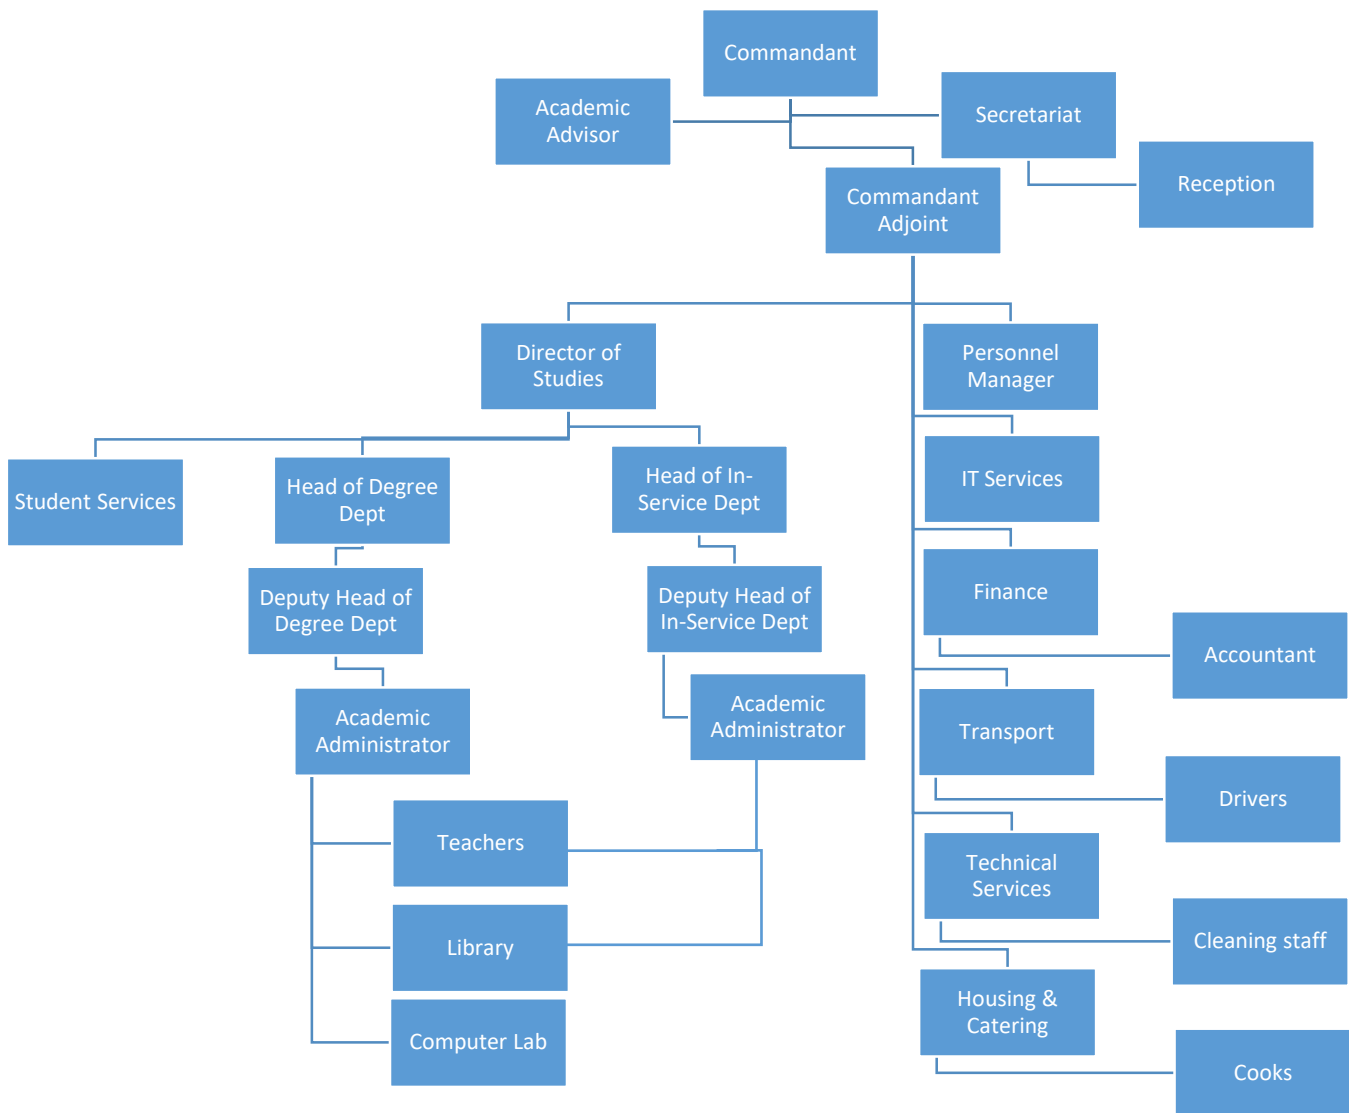 Commandant
Academic
Advisor
Secretariat
Reception
Commandant
Adjoint
Director of
Studies
Personnel
Manager
Student Services
Head of Degree
Dept
Head of In-
Service Dept
IT Services
Deputy Head of
Degree Dept
Deputy Head of
In-Service Dept
Finance
Accountant
Academic
Administrator
Academic
Administrator
Transport
Drivers
Teachers
Technical
Services
Library
Cleaning staff
Housing &
Catering
Computer Lab
Cooks